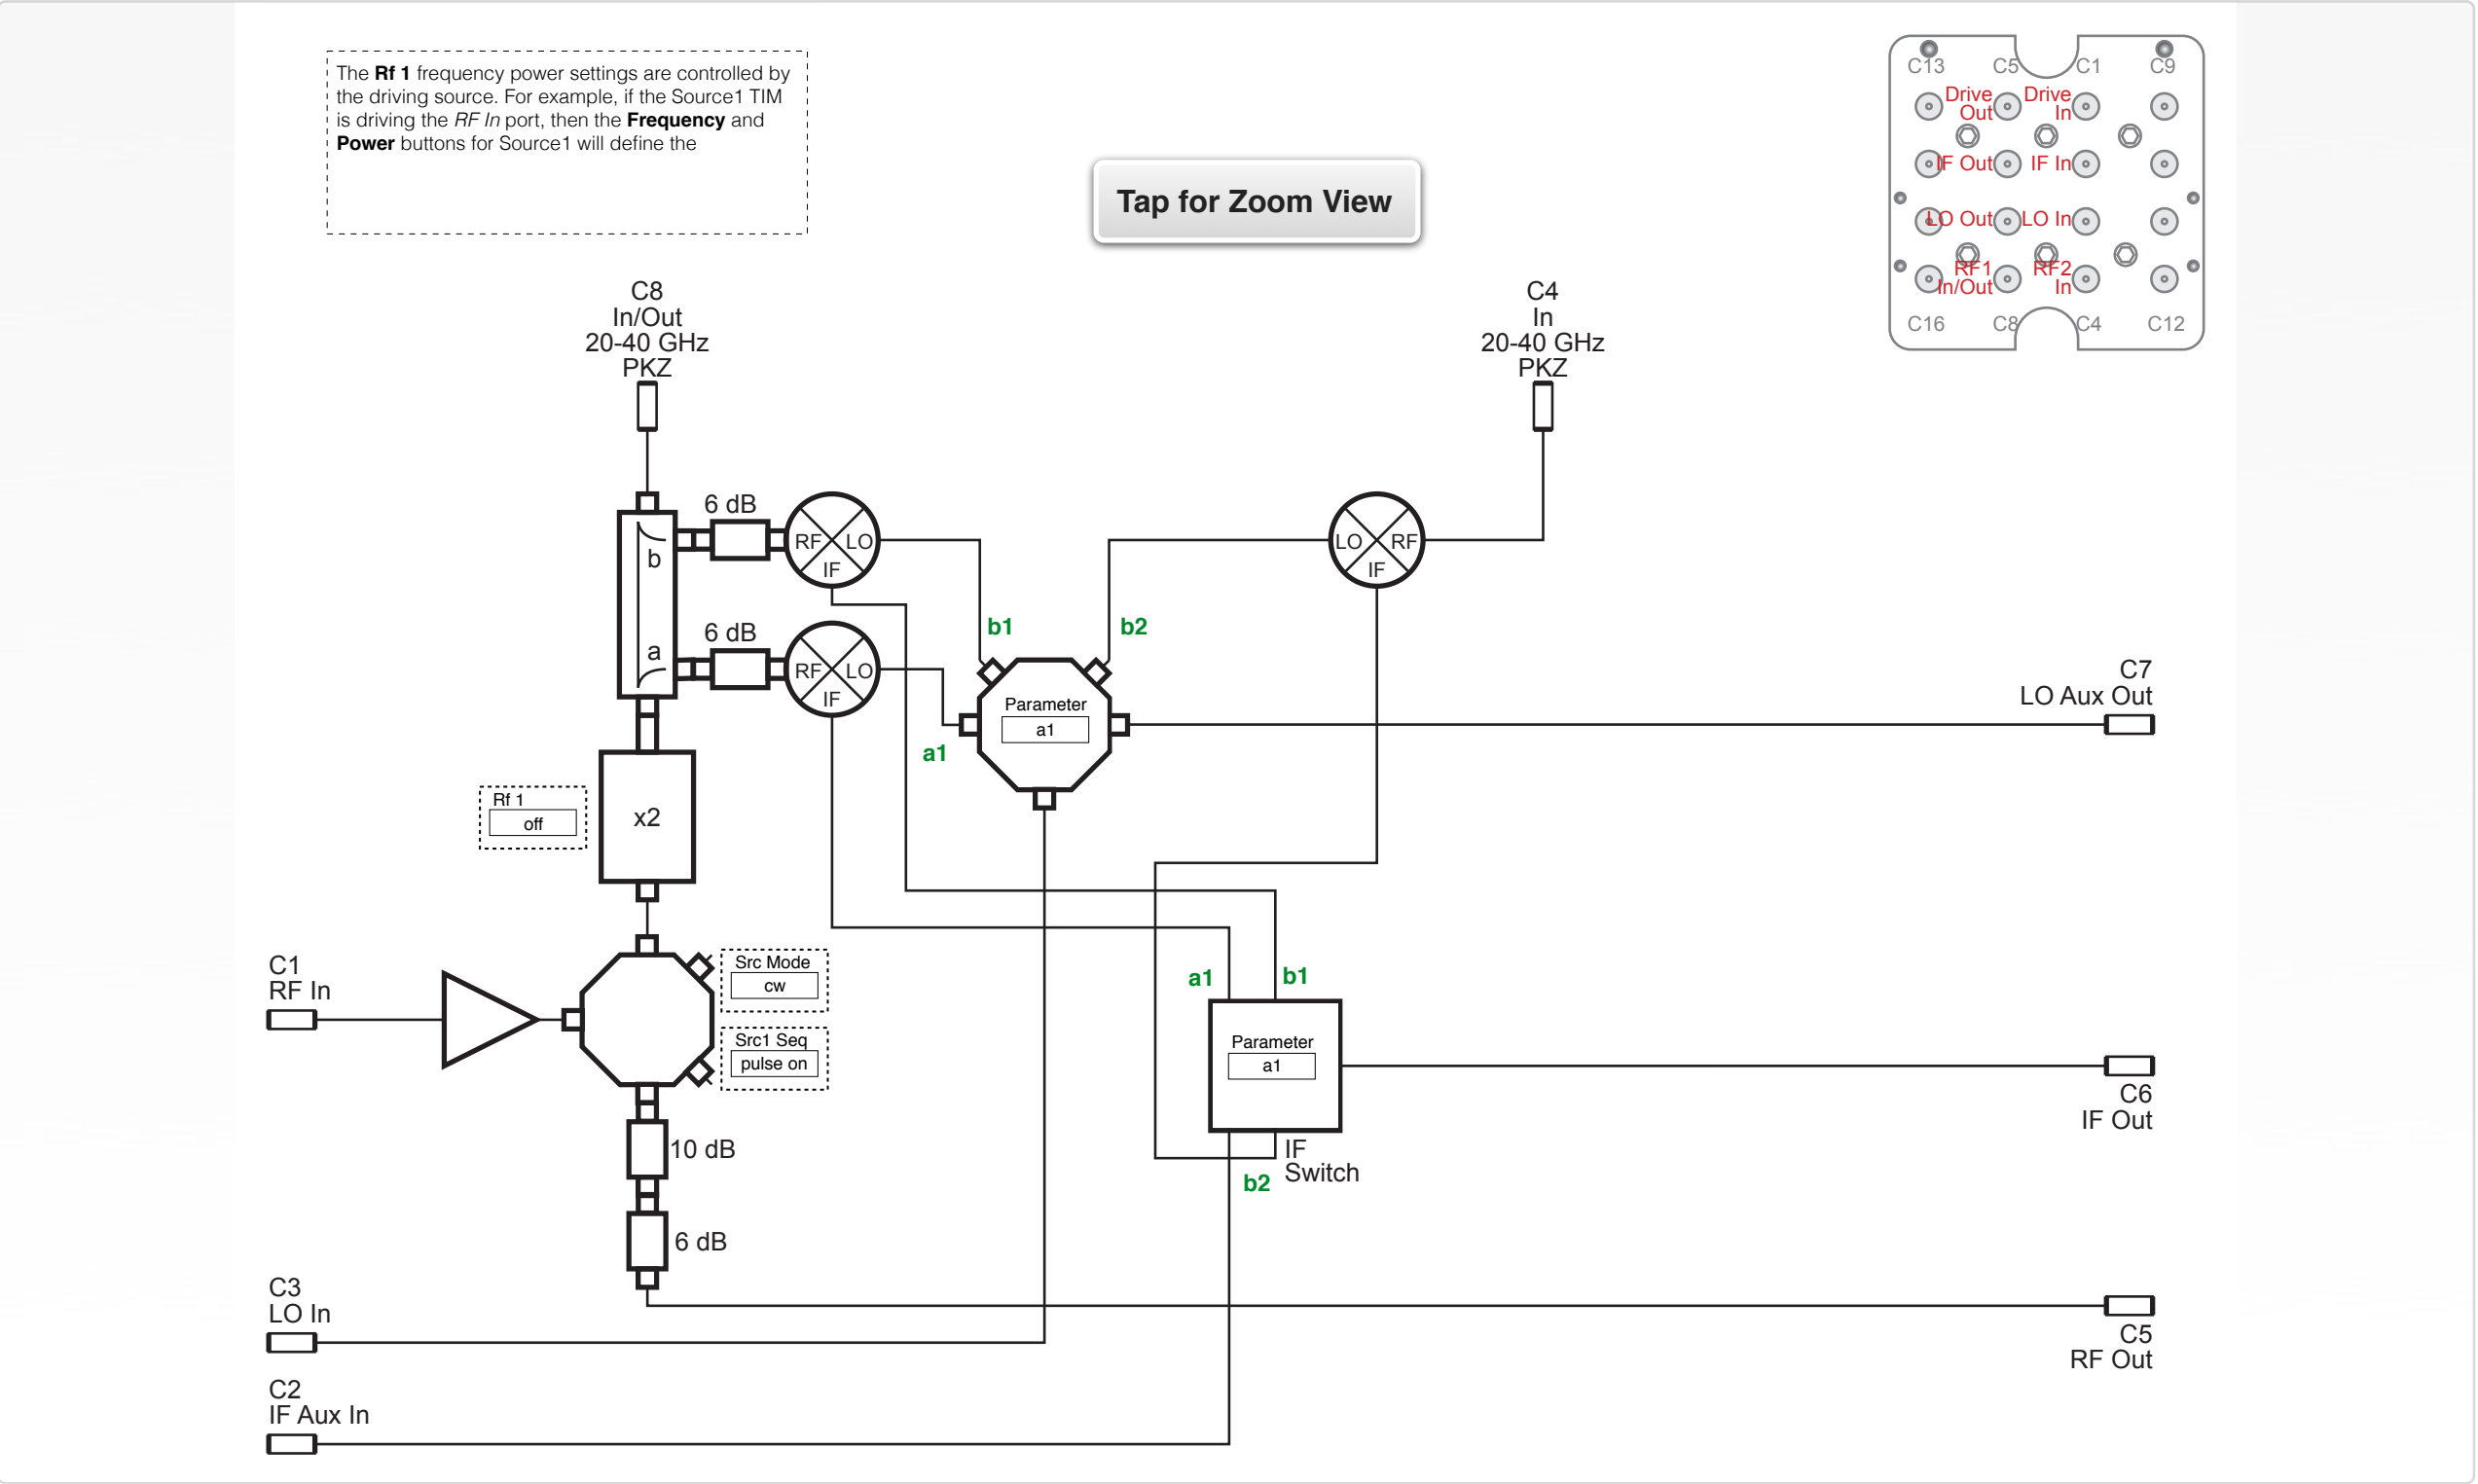 The Rf 1 frequency power settings are controlled by
the driving source. For example, if the Source1 TIM
is driving the RF In port, then the Frequency and
Power buttons for Source1 will define the
Tap for Zoom View
C13 C5 C1 C9
Drive Out
Drive In
IF Out IF In
LO Out LO In
RF1 In/Out
RF2 In
C16 C8 C4 C12
C8
In/Out
20-40 GHz
PKZ
C4
In
20-40 GHz
PKZ
6 dB
b
RF LO
IF
LO RF
IF
b1
b2
6 dB
a
RF LO
IF
a1
Parameter
a1
C7
LO Aux Out
Rf 1
off
x2
C1
RF In
Src Mode
cw
Src1 Seq
pulse on
a1
b1
Parameter
a1
IF
Switch
b2
C6
IF Out
10 dB
6 dB
C3
LO In
C5
RF Out
C2
IF Aux In